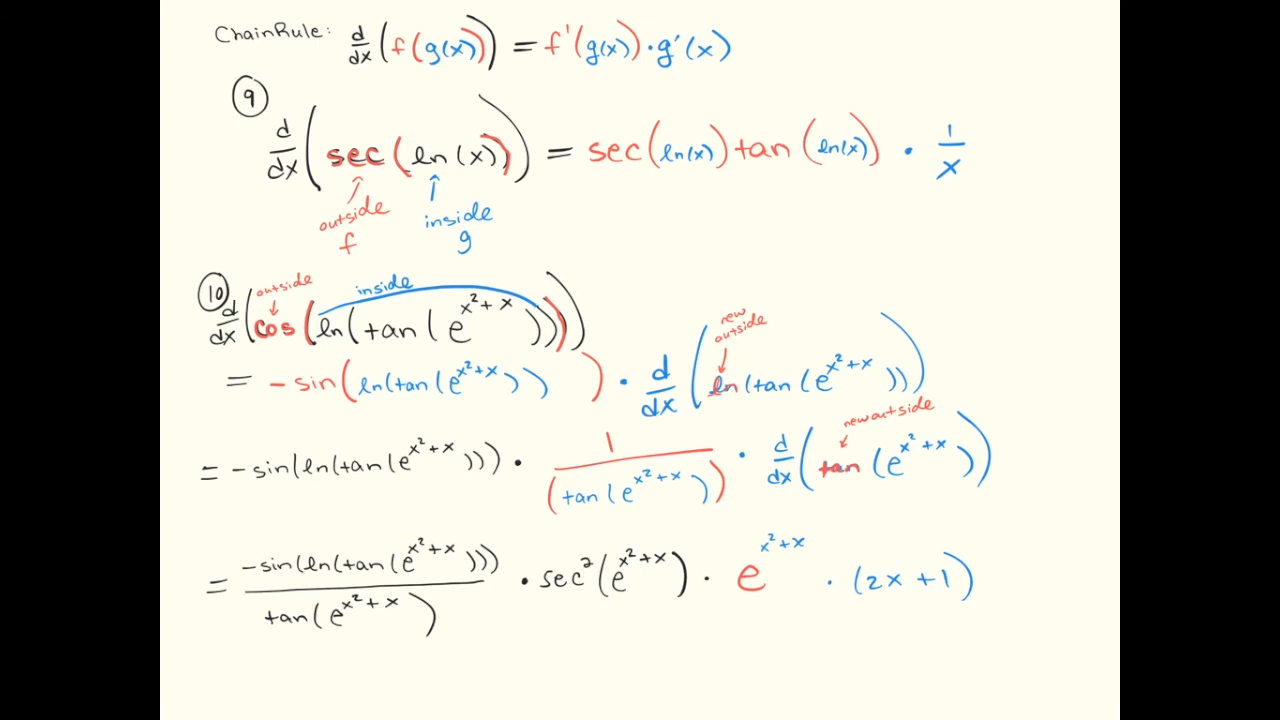 Chain Rule: d/dx (f(g(x))) = f'(g(x)) · g'(x)
9
d/dx (sec(ln(x))) = sec(ln(x)) tan(ln(x)) · 1/x
outside inside
f g
10 outside inside
d/dx (cos(ln(tan(e^{x²+x}))))
new outside
= -sin(ln(tan(e^{x²+x}))) · d/dx (ln(tan(e^{x²+x})))
new outside
= -sin(ln(tan(e^{x²+x}))) · 1/(tan(e^{x²+x})) · d/dx (tan(e^{x²+x}))
= -sin(ln(tan(e^{x²+x})))/tan(e^{x²+x}) · sec²(e^{x²+x}) · e^{x²+x} · (2x+1)